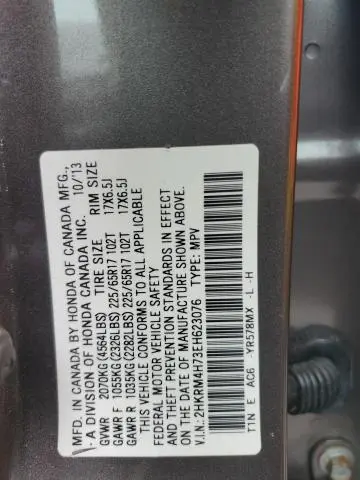 MFD. IN CANADA BY HONDA OF CANADA MFG.,
- A DIVISION OF HONDA CANADA INC. 10/'13
GVWR 2070KG(4564LBS) TIRE SIZE RIM SIZE
GAWR F 1055KG(2326LBS) 225/65R17 102T 17X6.5J
GAWR R 1035KG(2282LBS) 225/65R17 102T 17X6.5J
THIS VEHICLE CONFORMS TO ALL APPLICABLE
FEDERAL MOTOR VEHICLE SAFETY
AND THEFT PREVENTION STANDARDS IN EFFECT
ON THE DATE OF MANUFACTURE SHOWN ABOVE.
V.I.N: 2HKRM4H73EH623076 TYPE: MPV
T1N E AC6 -YR578MX -L -H